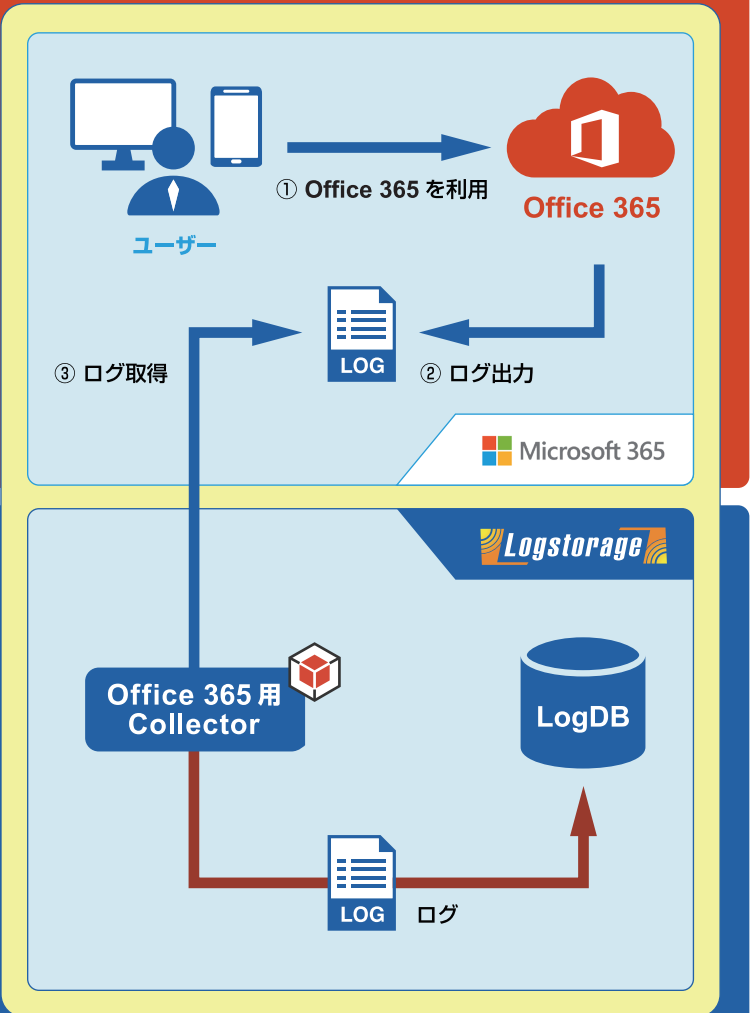 ① Office 365 を利用
Office 365
ユーザー
LOG
③ ログ取得
② ログ出力
Microsoft 365
Logstorage
Office 365 用
Collector
LogDB
LOG
ログ